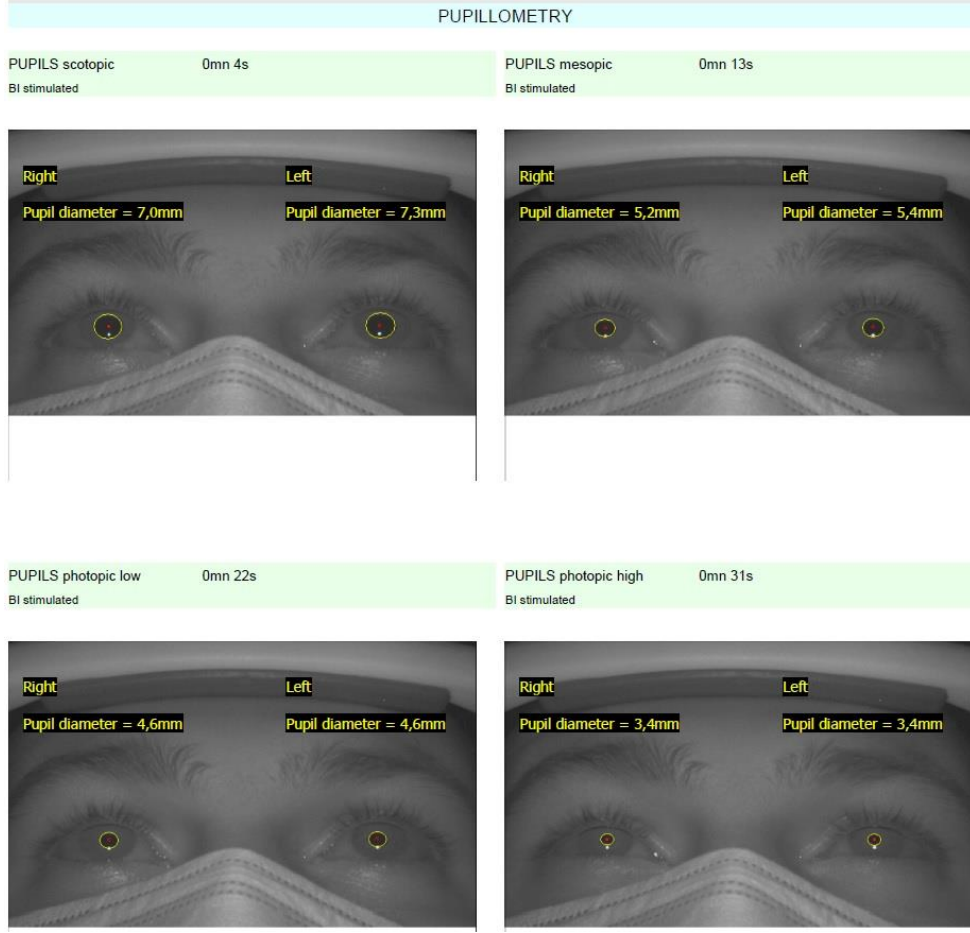 PUPILLOMETRY
PUPILS scotopic 0mn 4s
BI stimulated
Right Left
Pupil diameter = 7,0mm Pupil diameter = 7,3mm
PUPILS mesopic 0mn 13s
BI stimulated
Right Left
Pupil diameter = 5,2mm Pupil diameter = 5,4mm
PUPILS photopic low 0mn 22s
BI stimulated
Right Left
Pupil diameter = 4,6mm Pupil diameter = 4,6mm
PUPILS photopic high 0mn 31s
BI stimulated
Right Left
Pupil diameter = 3,4mm Pupil diameter = 3,4mm